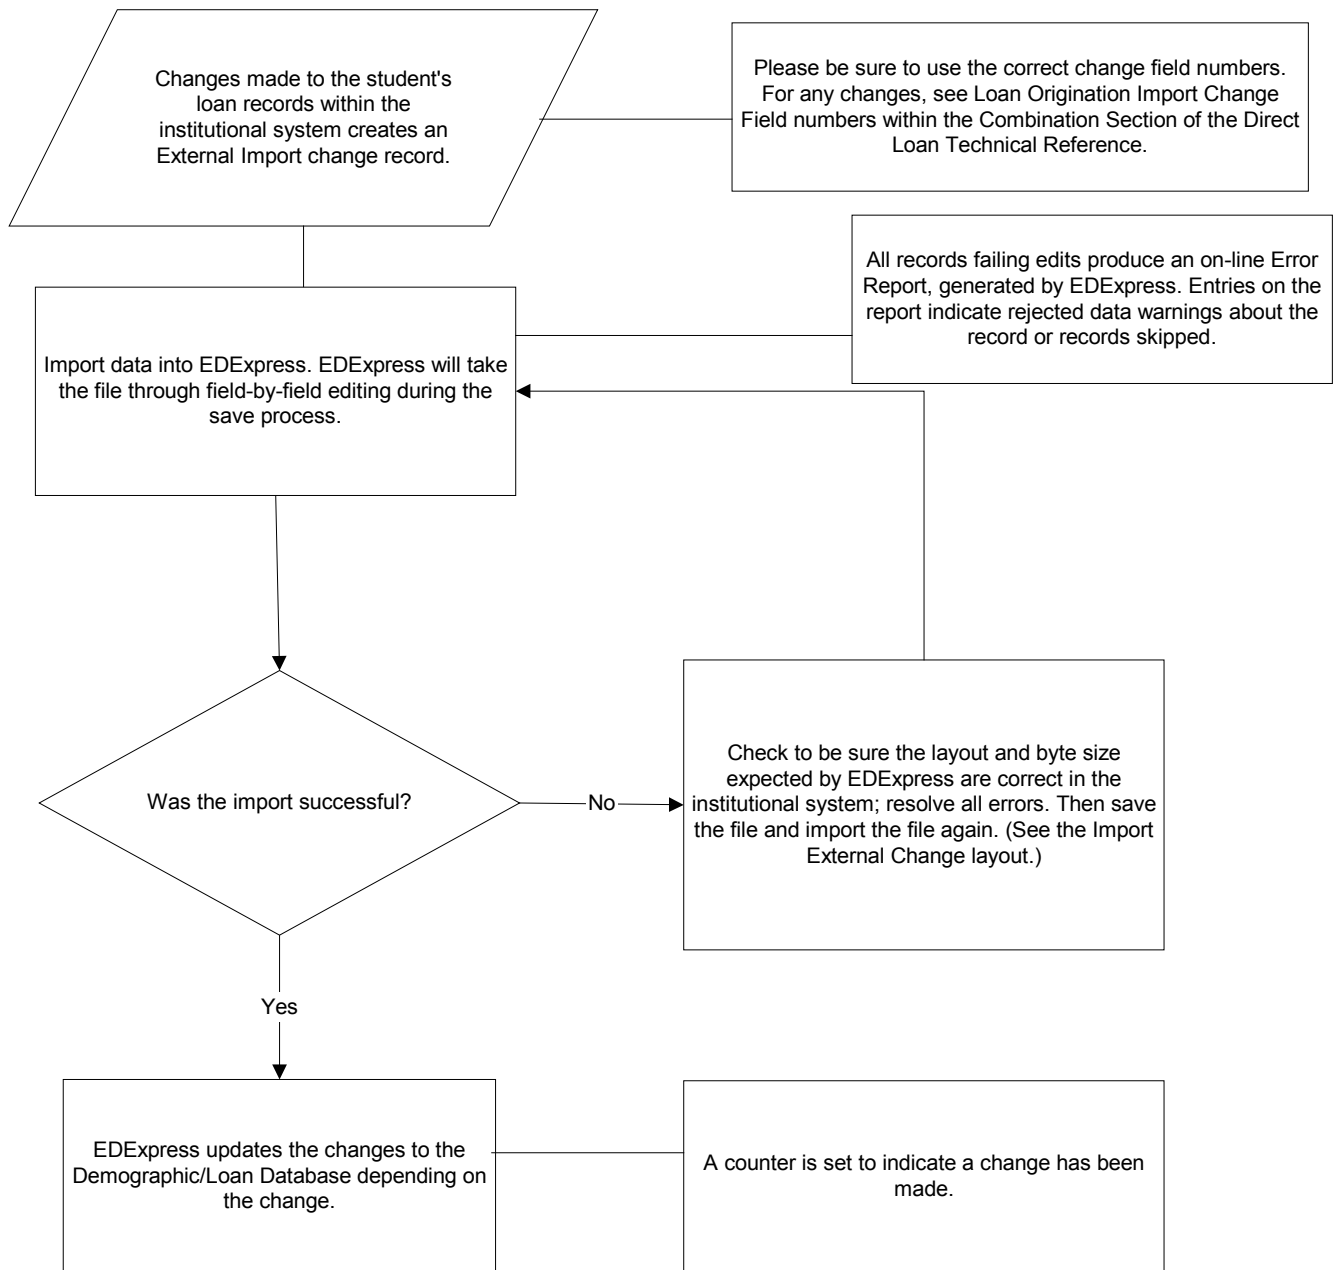 Changes made to the student's
loan records within the
institutional system creates an
External Import change record.
Please be sure to use the correct change field numbers.
For any changes, see Loan Origination Import Change
Field numbers within the Combination Section of the Direct
Loan Technical Reference.
All records failing edits produce an on-line Error
Report, generated by EDExpress. Entries on the
report indicate rejected data warnings about the
record or records skipped.
Import data into EDExpress. EDExpress will take
the file through field-by-field editing during the
save process.
Was the import successful?
No
Check to be sure the layout and byte size
expected by EDExpress are correct in the
institutional system; resolve all errors. Then save
the file and import the file again. (See the Import
External Change layout.)
Yes
EDExpress updates the changes to the
Demographic/Loan Database depending on
the change.
A counter is set to indicate a change has been
made.